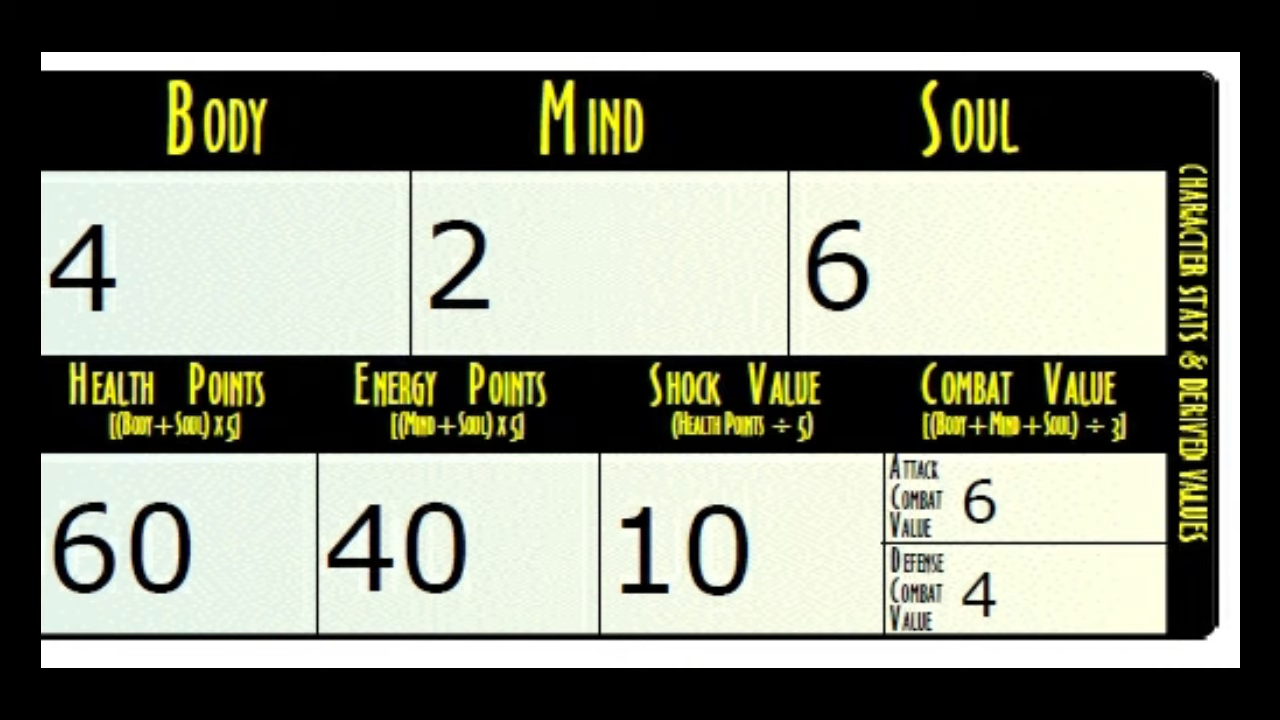 Body Mind Soul
4 2 6
Health Points Energy Points Shock Value Combat Value
[(Body+Soul) x 5] [(Mind+Soul) x 5] (Health Points ÷ 5) [(Body+Mind+Soul) ÷ 3]
60 40 10
Attack
Combat
Value
6
Defense
Combat
Value
4
Character Stats & Derived Values